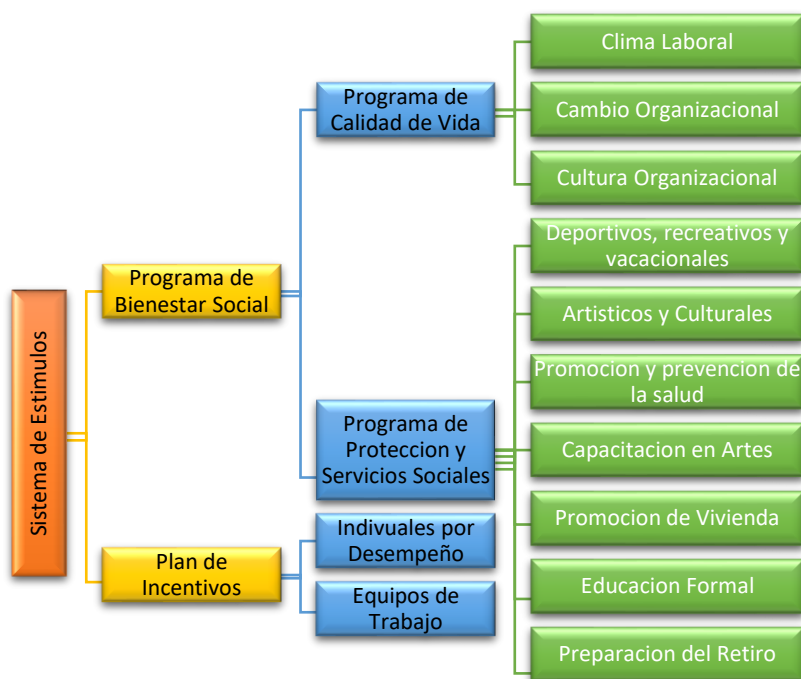 Sistema de Estimulos
Programa de
Bienestar Social
Plan de
Incentivos
Programa de
Calidad de Vida
Programa de
Proteccion y
Servicios Sociales
Indivuales por
Desempeño
Equipos de
Trabajo
Clima Laboral
Cambio Organizacional
Cultura Organizacional
Deportivos, recreativos y
vacacionales
Artisticos y Culturales
Promocion y prevencion de
la salud
Capacitacion en Artes
Promocion de Vivienda
Educacion Formal
Preparacion del Retiro